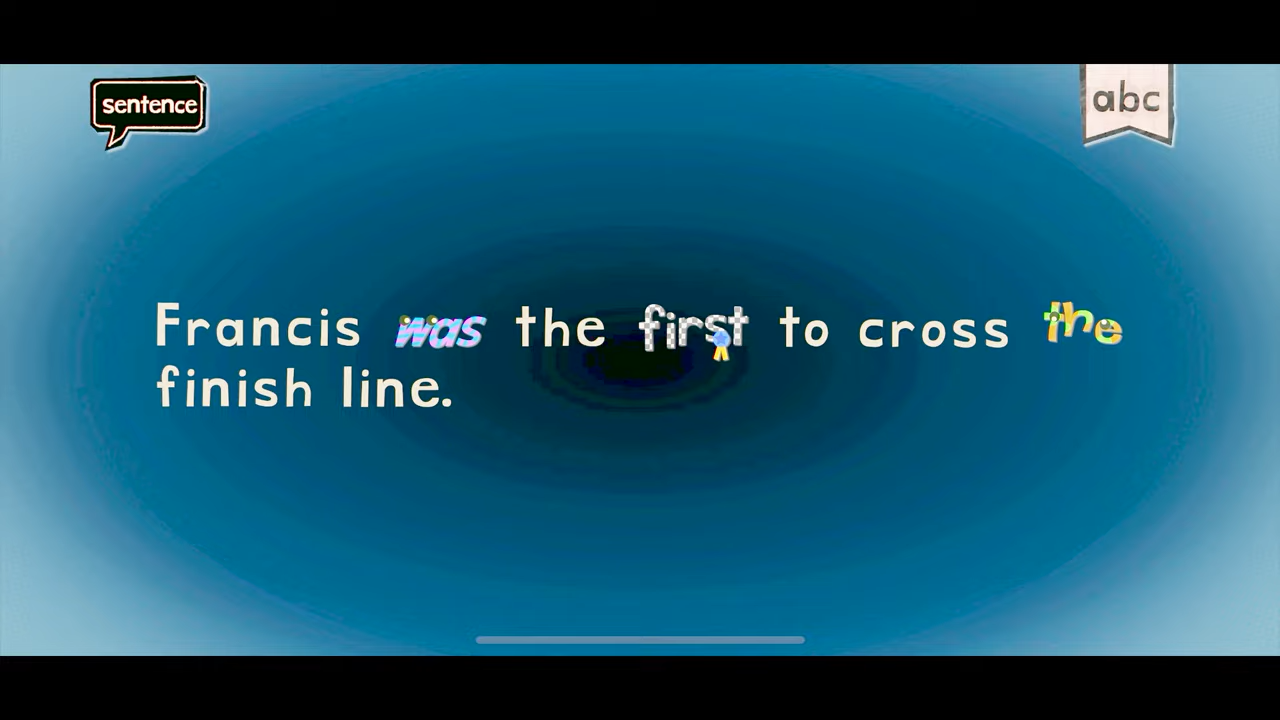 sentence
abc
Francis was the first to cross the
finish line.